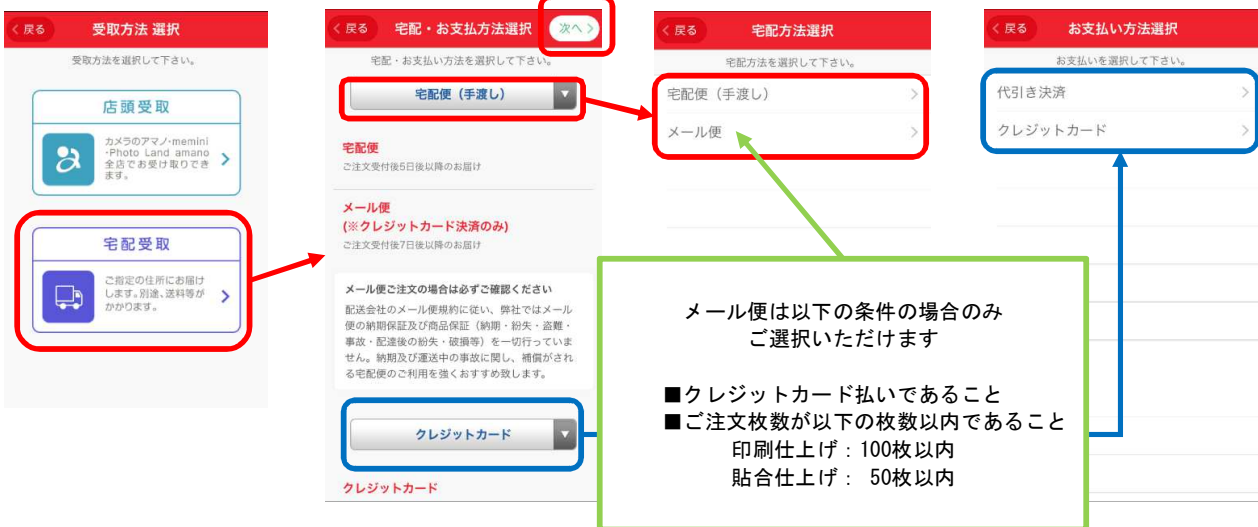 < 戻る
受取方法 選択
受取方法を選択して下さい。
店頭受取
カメラのアマノ・memini
・Photo Land amano
全店でお受け取りでき
ます。
宅配受取
ご指定の住所にお届け
します。別途、送料等が
かかります。
< 戻る
宅配・お支払方法選択
次へ >
宅配・お支払い方法を選択して下さい。
宅配便（手渡し）
宅配便
ご注文受付後5日後以降のお届け
メール便
(※クレジットカード決済のみ)
ご注文受付後7日後以降のお届け
メール便ご注文の場合は必ずご確認ください
配送会社のメール便規約に従い、弊社ではメール
便の納期保証及び商品保証（納期・紛失・盗難・
事故・配達後の紛失・破損等）を一切行っていま
せん。納期及び運送中の事故に関し、補償がされ
る宅配便のご利用を強くおすすめ致します。
クレジットカード
クレジットカード
< 戻る
宅配方法選択
宅配方法を選択して下さい。
宅配便（手渡し）
メール便
< 戻る
お支払い方法選択
お支払いを選択して下さい。
代引き決済
クレジットカード
メール便は以下の条件の場合のみ
ご選択いただけます
■クレジットカード払いであること
■ご注文枚数が以下の枚数以内であること
印刷仕上げ：100枚以内
貼合仕上げ： 50枚以内